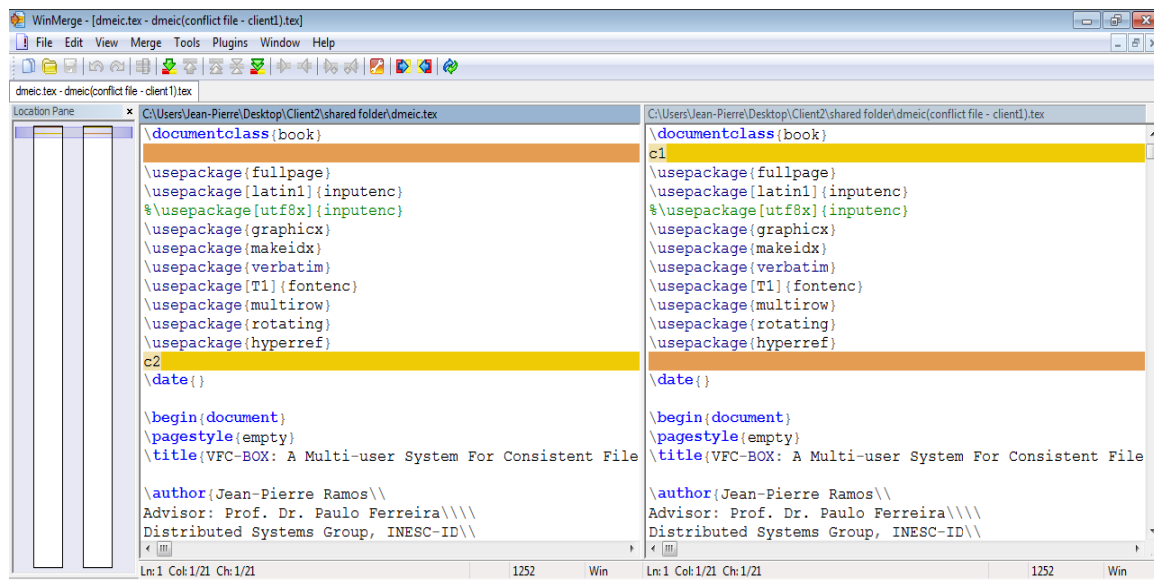 WinMerge - [dmeic.tex - dmeic(conflict file - client1).tex]
File Edit View Merge Tools Plugins Window Help
dmeic.tex - dmeic(conflict file - client1).tex
Location Pane
C:\Users\Jean-Pierre\Desktop\Client2\shared folder\dmeic.tex
\documentclass{book}
\usepackage{fullpage}
\usepackage[latin1]{inputenc}
%\usepackage[utf8x]{inputenc}
\usepackage{graphicx}
\usepackage{makeidx}
\usepackage{verbatim}
\usepackage[T1]{fontenc}
\usepackage{multirow}
\usepackage{rotating}
\usepackage{hyperref}
c2
\date{}
\begin{document}
\pagestyle{empty}
\title{VFC-BOX: A Multi-user System For Consistent File
\author{Jean-Pierre Ramos\\
Advisor: Prof. Dr. Paulo Ferreira\\\\
Distributed Systems Group, INESC-ID\\
Ln: 1 Col: 1/21 Ch: 1/21 1252 Win
C:\Users\Jean-Pierre\Desktop\Client2\shared folder\dmeic(conflict file - client1).tex
\documentclass{book}
c1
\usepackage{fullpage}
\usepackage[latin1]{inputenc}
%\usepackage[utf8x]{inputenc}
\usepackage{graphicx}
\usepackage{makeidx}
\usepackage{verbatim}
\usepackage[T1]{fontenc}
\usepackage{multirow}
\usepackage{rotating}
\usepackage{hyperref}
\date{}
\begin{document}
\pagestyle{empty}
\title{VFC-BOX: A Multi-user System For Consistent File
\author{Jean-Pierre Ramos\\
Advisor: Prof. Dr. Paulo Ferreira\\\\
Distributed Systems Group, INESC-ID\\
Ln: 1 Col: 1/21 Ch: 1/21 1252 Win